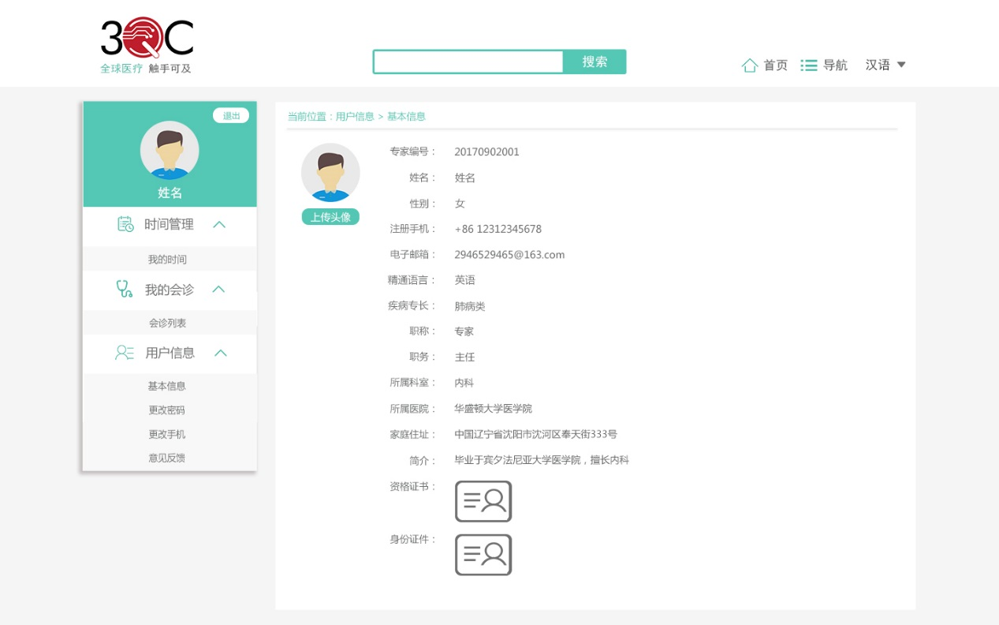 3QC
全球医疗 触手可及
搜索
首页 导航 汉语
退出
姓名
时间管理
我的时间
我的会诊
会诊列表
用户信息
基本信息
更改密码
更改手机
意见反馈
当前位置：用户信息 > 基本信息
上传头像
专家编号： 20170902001
姓名： 姓名
性别： 女
注册手机： +86 12312345678
电子邮箱： 2946529465@163.com
精通语言： 英语
疾病专长： 肺病类
职称： 专家
职务： 主任
所属科室： 内科
所属医院： 华盛顿大学医学院
家庭住址： 中国辽宁省沈阳市沈河区奉天街333号
简介： 毕业于宾夕法尼亚大学医学院，擅长内科
资格证书：
身份证件：